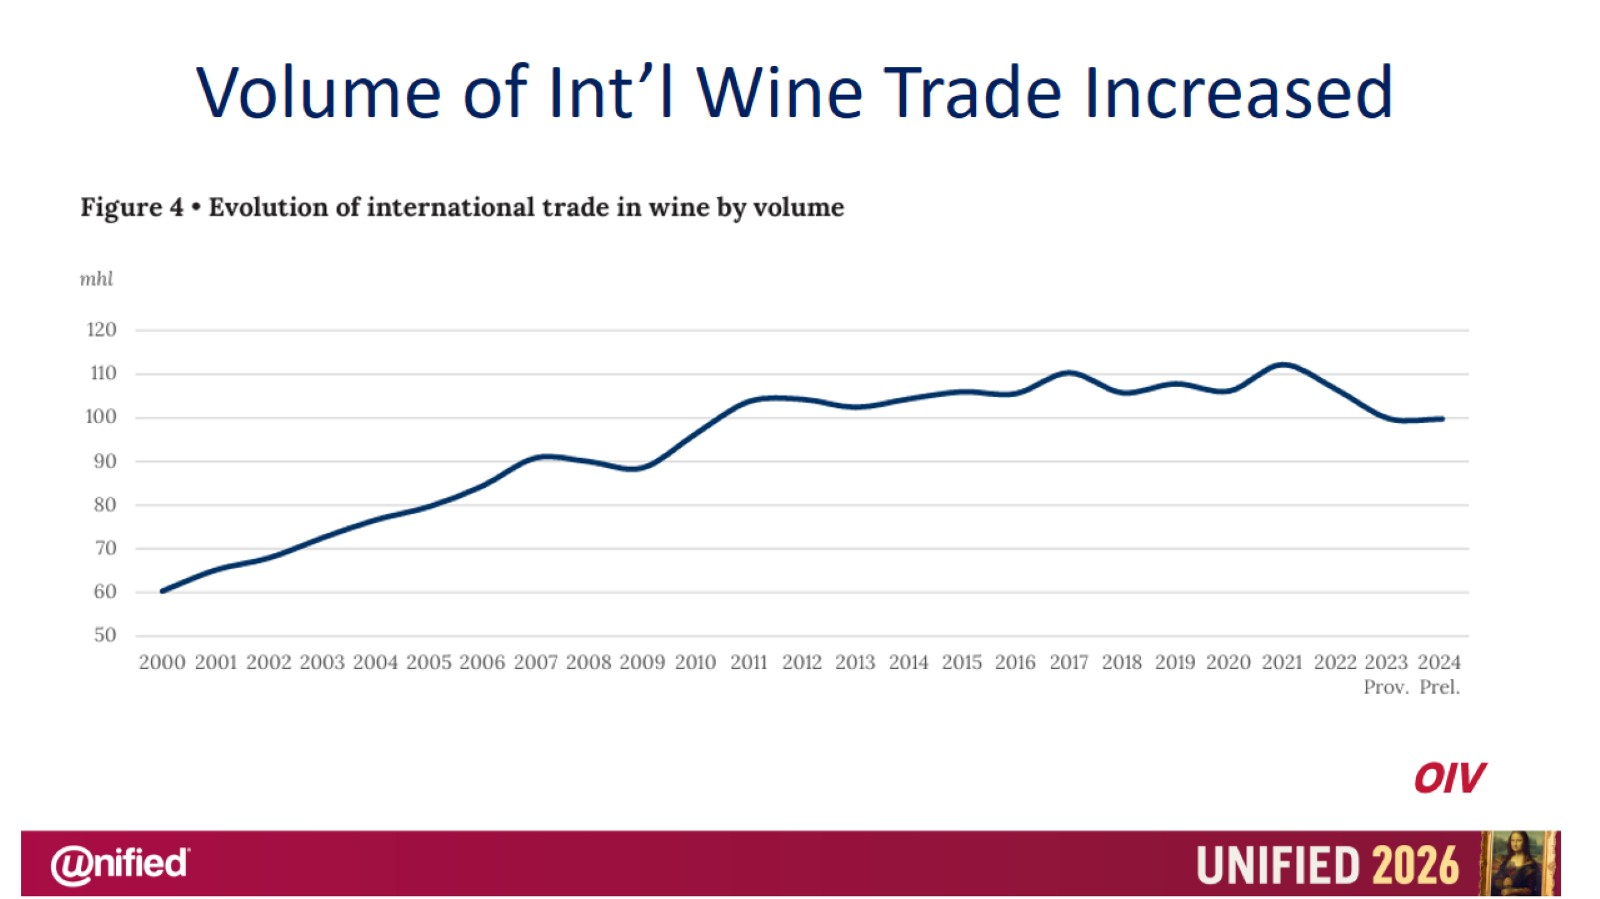 Volume of Int’l Wine Trade Increased
Figure 4 • Evolution of international trade in wine by volume
mhl
120
110
100
90
80
70
60
50
2000 2001 2002 2003 2004 2005 2006 2007 2008 2009 2010 2011 2012 2013 2014 2015 2016 2017 2018 2019 2020 2021 2022 2023 2024
Prov. Prel.
OIV
unified
UNIFIED 2026